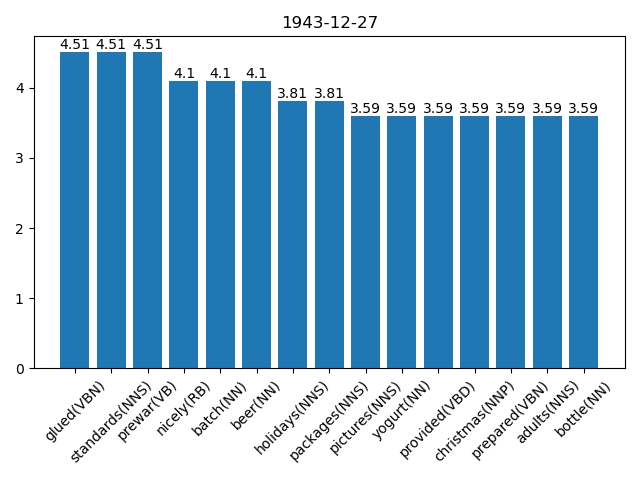 1943-12-27
4.51 4.51 4.51 4.1 4.1 4.1 3.81 3.81 3.59 3.59 3.59 3.59 3.59 3.59 3.59
4
3
2
1
0
glued(VBN)
standards(NNS)
prewar(VB)
nicely(RB)
batch(NN)
beer(NN)
holidays(NNS)
packages(NNS)
pictures(NNS)
yogurt(NN)
provided(VBD)
christmas(NNP)
prepared(VBN)
adults(NNS)
bottle(NN)